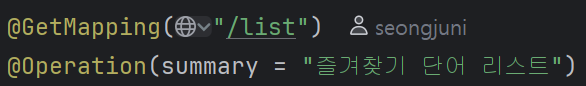 @GetMapping("/list") seongjuni
@Operation(summary = "즐겨찾기 단어 리스트")